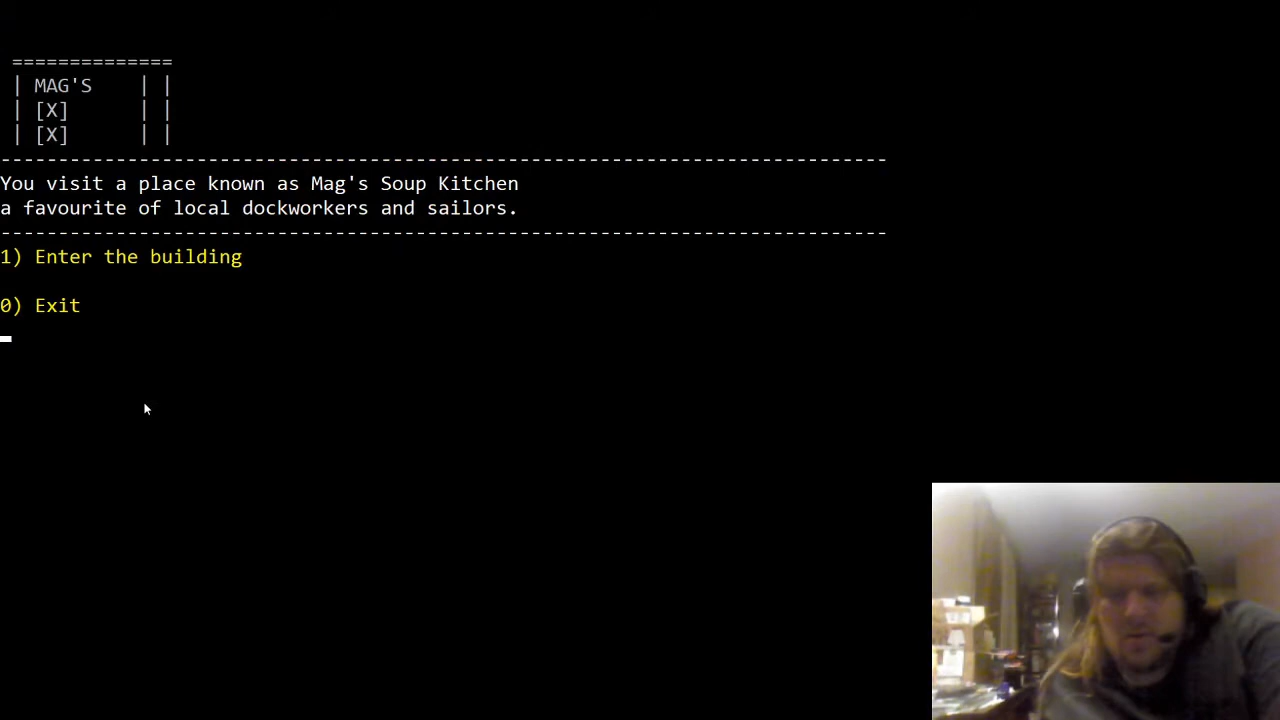 ==============
| MAG'S    | |
| [X]      | |
| [X]      | |
-----------------------------------------------------------------------------
You visit a place known as Mag's Soup Kitchen
a favourite of local dockworkers and sailors.
-----------------------------------------------------------------------------
1) Enter the building
0) Exit